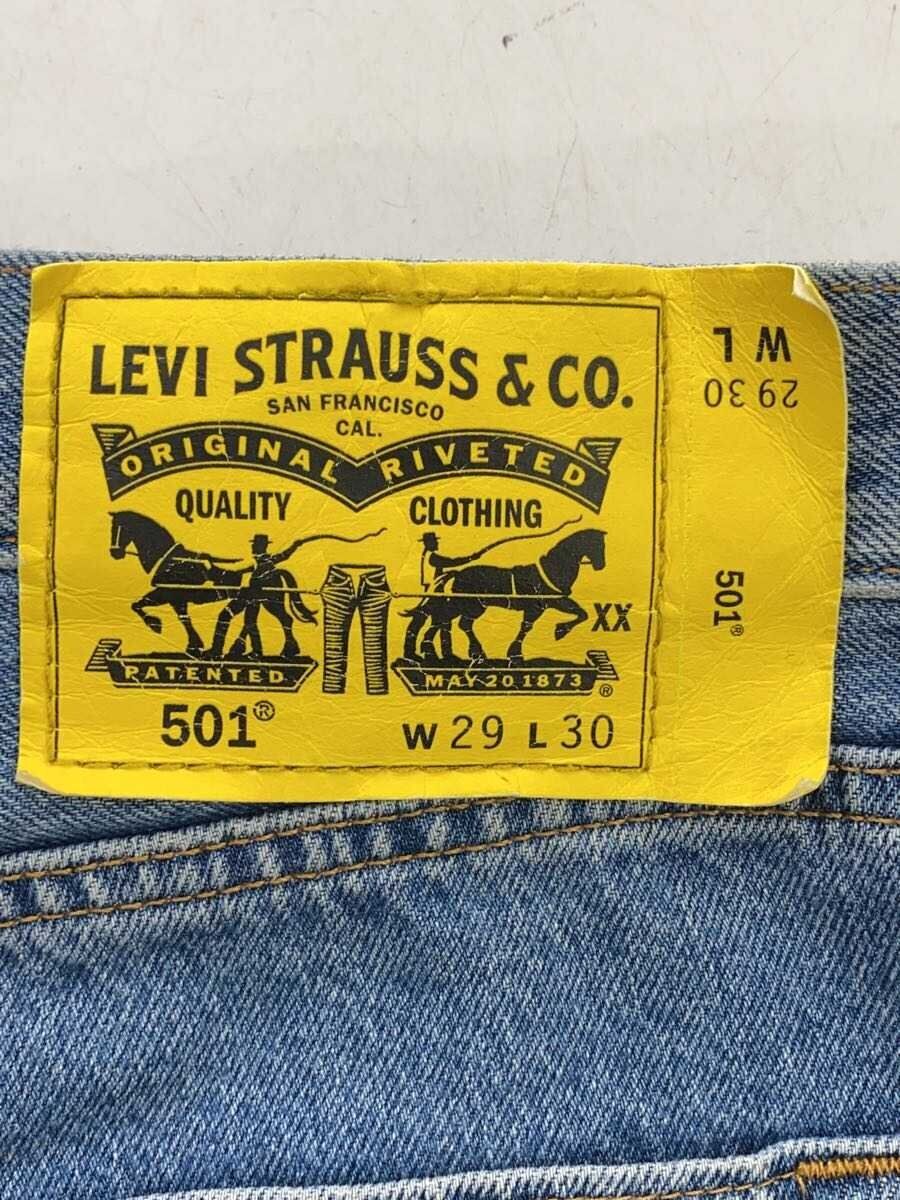 LEVI STRAUSS & CO.
SAN FRANCISCO
CAL.
ORIGINAL RIVETED
QUALITY CLOTHING
XX
PATENTED MAY 20 1873 ®
501® W 29 L 30
W L
29 30
501®